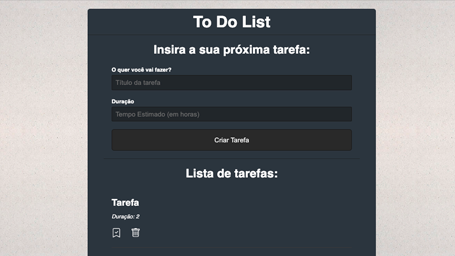 To Do List
Insira a sua próxima tarefa:
O quer você vai fazer?
Título da tarefa
Duração
Tempo Estimado (em horas)
Criar Tarefa
Lista de tarefas:
Tarefa
Duração: 2